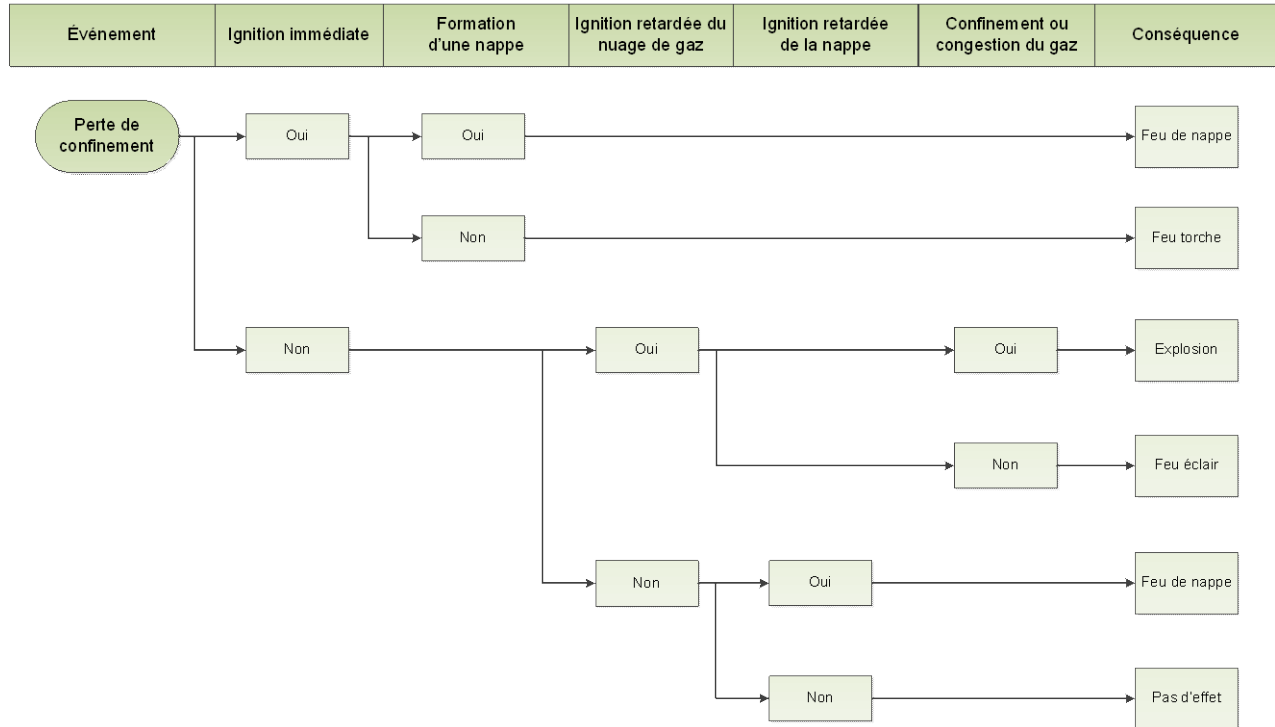 Événement
Ignition immédiate
Formation
d'une nappe
Ignition retardée du
nuage de gaz
Ignition retardée
de la nappe
Confinement ou
congestion du gaz
Conséquence
Perte de
confinement
Oui
Oui
Feu de nappe
Non
Feu torche
Non
Oui
Oui
Explosion
Non
Feu éclair
Non
Oui
Feu de nappe
Non
Pas d'effet